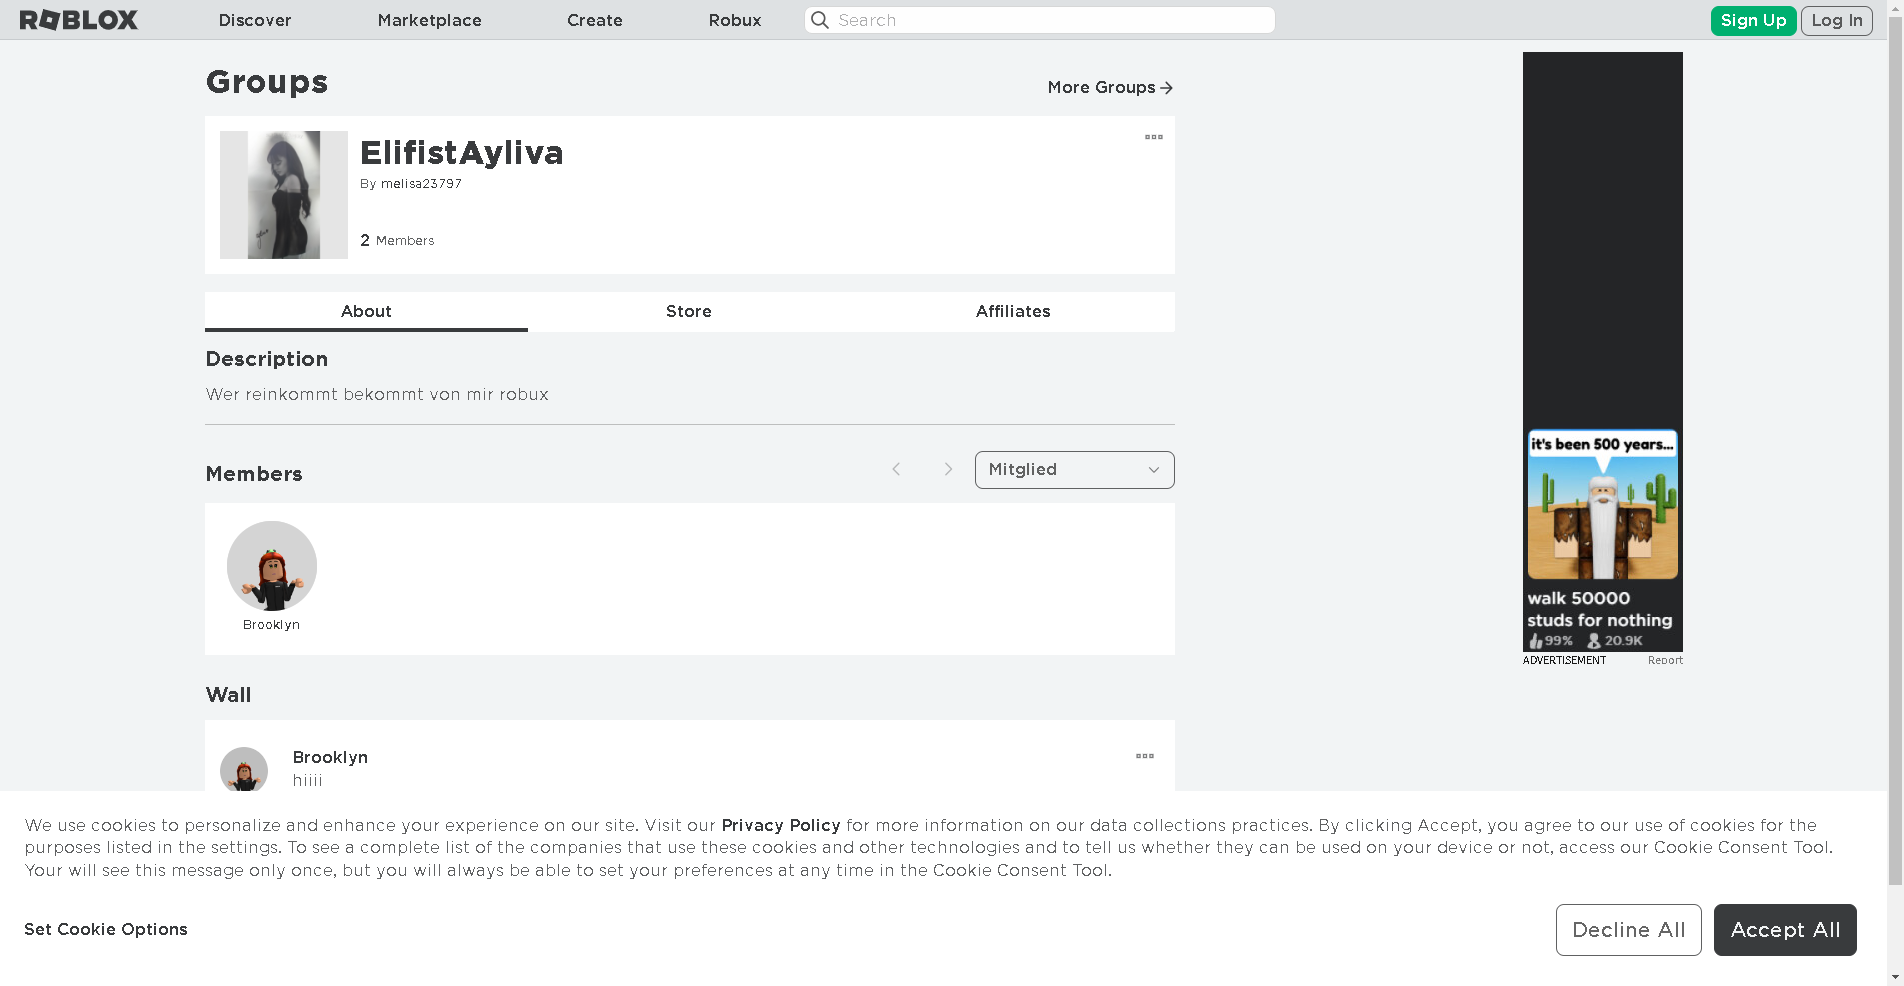 ROBLOX
Discover
Marketplace
Create
Robux
Search
Sign Up
Log In
Groups
More Groups
ElifistAyliva
By melisa23797
2 Members
About
Store
Affiliates
Description
Wer reinkommt bekommt von mir robux
Members
Mitglied
Brooklyn
Wall
Brooklyn
hiiii
it's been 500 years...
walk 50000
studs for nothing
99% 20.9K
ADVERTISEMENT
Report
We use cookies to personalize and enhance your experience on our site. Visit our Privacy Policy for more information on our data collections practices. By clicking Accept, you agree to our use of cookies for the
purposes listed in the settings. To see a complete list of the companies that use these cookies and other technologies and to tell us whether they can be used on your device or not, access our Cookie Consent Tool.
Your will see this message only once, but you will always be able to set your preferences at any time in the Cookie Consent Tool.
Set Cookie Options
Decline All
Accept All